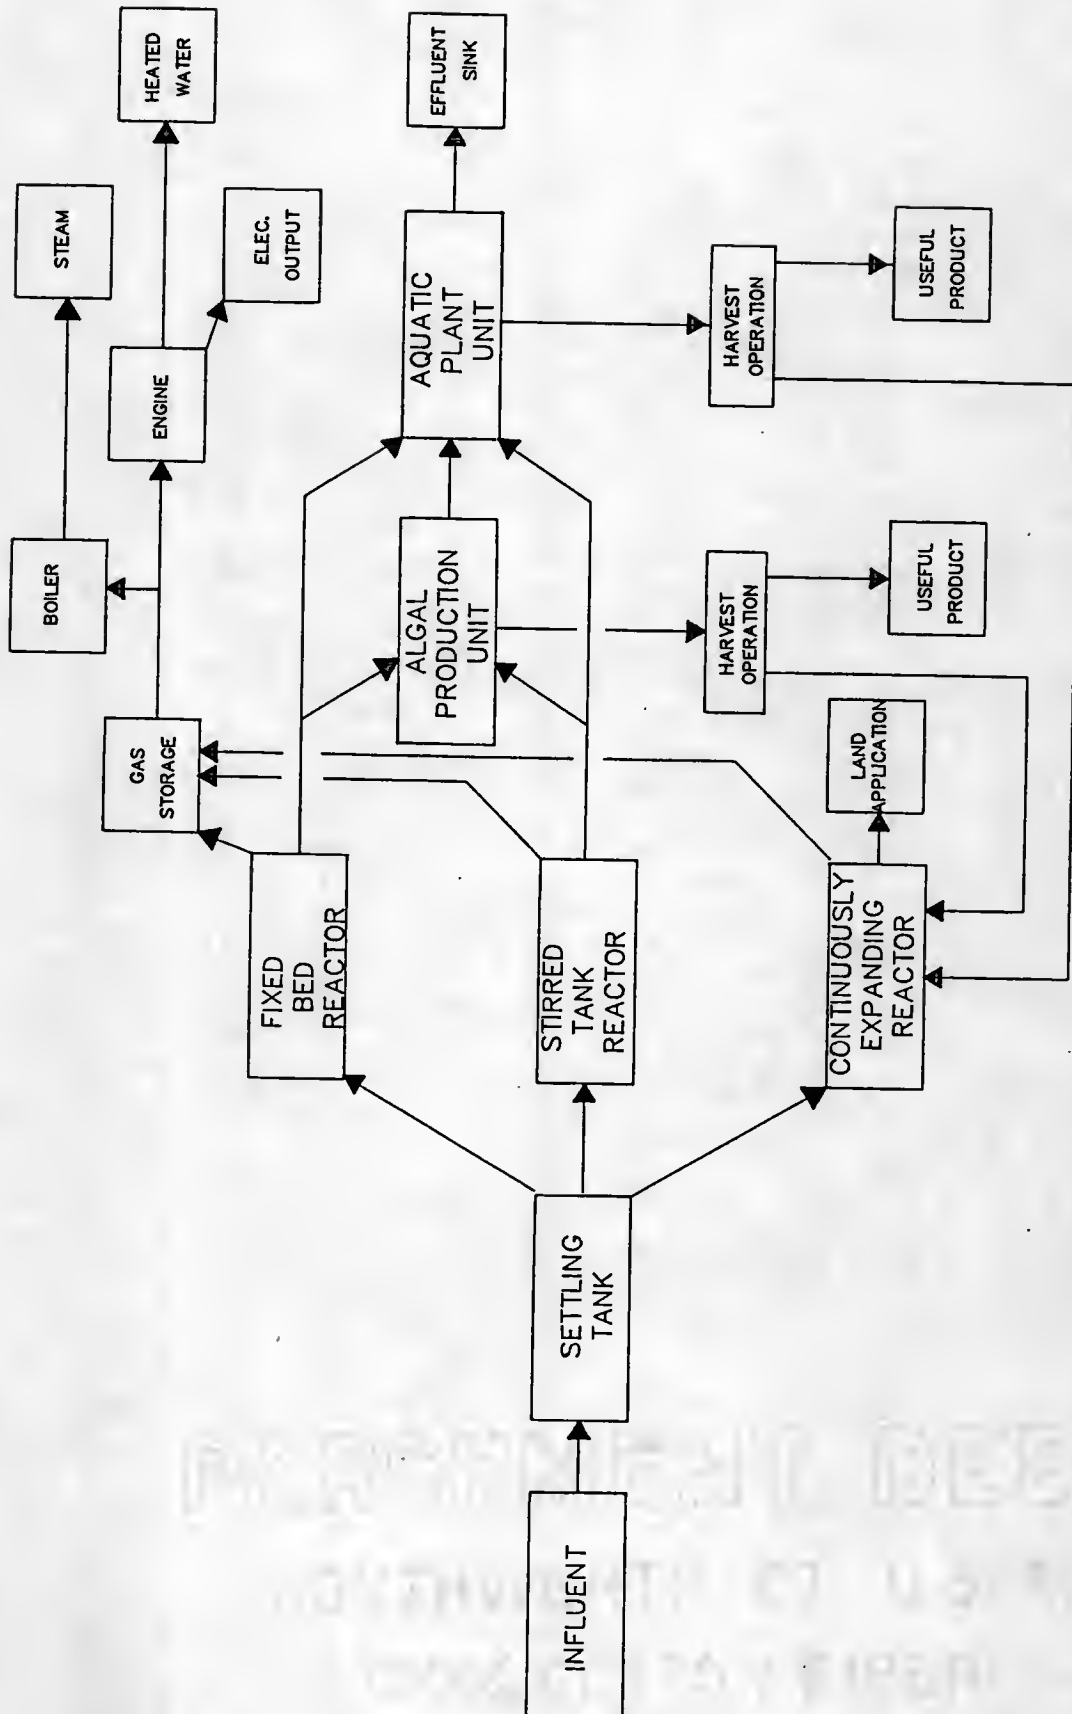 INFLUENT
SETTLING
TANK
FIXED
BED
REACTOR
STIRRED
TANK
REACTOR
CONTINUOUSLY
EXPANDING
REACTOR
GAS
STORAGE
LAND
APPLICATION
BOILER
STEAM
ENGINE
HEATED
WATER
ELEC.
OUTPUT
ALGAL
PRODUCTION
UNIT
HARVEST
OPERATION
USEFUL
PRODUCT
AQUATIC
PLANT
UNIT
HARVEST
OPERATION
USEFUL
PRODUCT
EFFLUENT
SINK